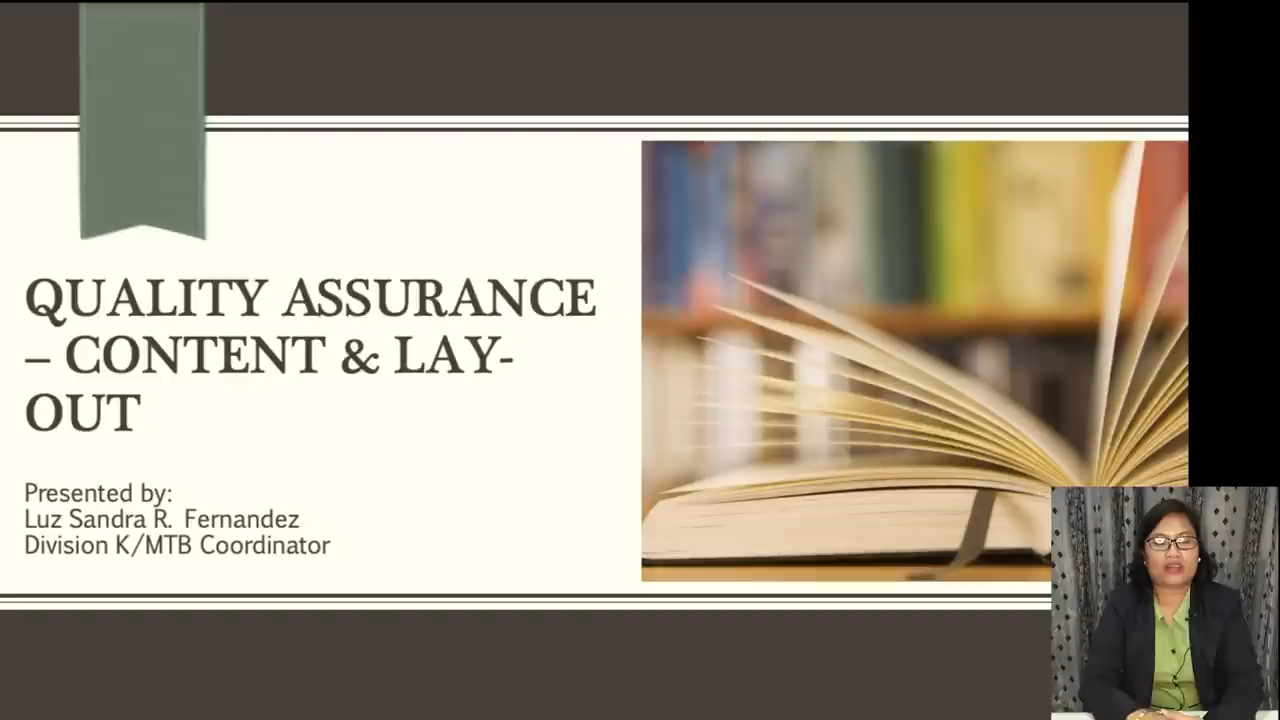 QUALITY ASSURANCE
– CONTENT & LAY-
OUT
Presented by:
Luz Sandra R. Fernandez
Division K/MTB Coordinator